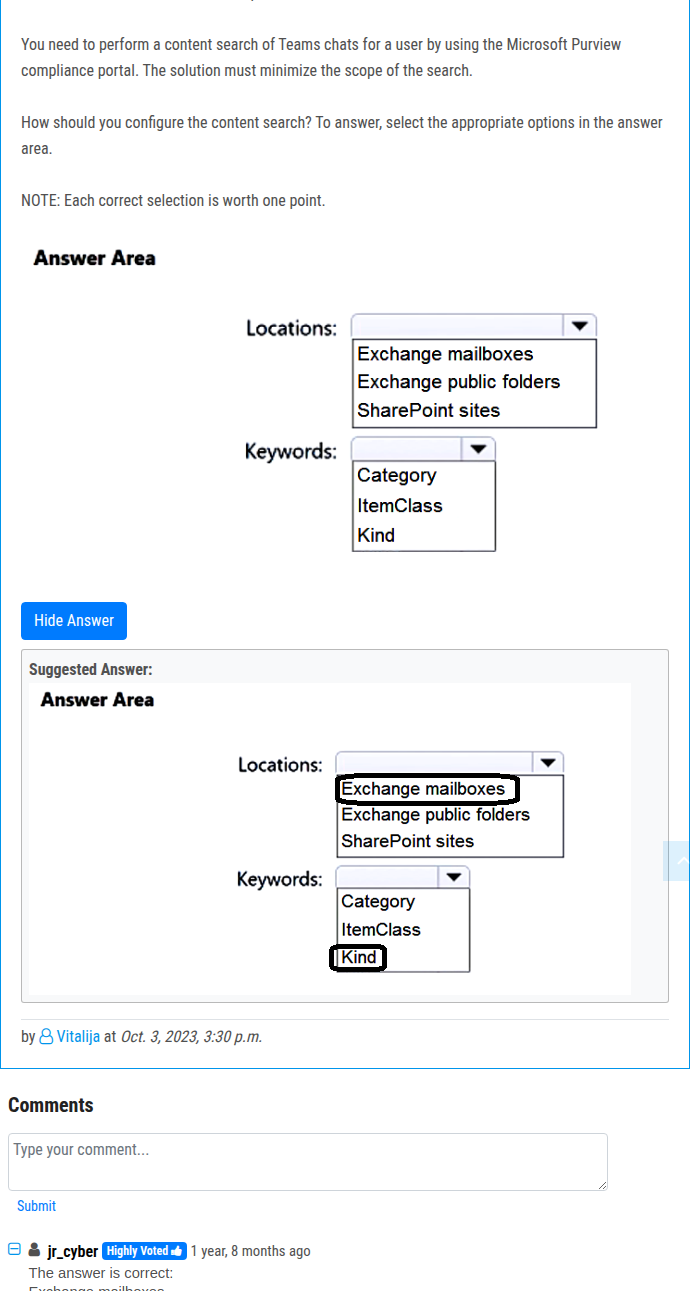 You need to perform a content search of Teams chats for a user by using the Microsoft Purview
compliance portal. The solution must minimize the scope of the search.
How should you configure the content search? To answer, select the appropriate options in the answer
area.
NOTE: Each correct selection is worth one point.
Answer Area
Locations:
Exchange mailboxes
Exchange public folders
SharePoint sites
Keywords:
Category
ItemClass
Kind
Hide Answer
Suggested Answer:
Answer Area
Locations:
Exchange mailboxes
Exchange public folders
SharePoint sites
Keywords:
Category
ItemClass
Kind
by Vitalija at Oct. 3, 2023, 3:30 p.m.
Comments
Type your comment...
Submit
jr_cyber Highly Voted 1 year, 8 months ago
The answer is correct:
Exchange mailboxes